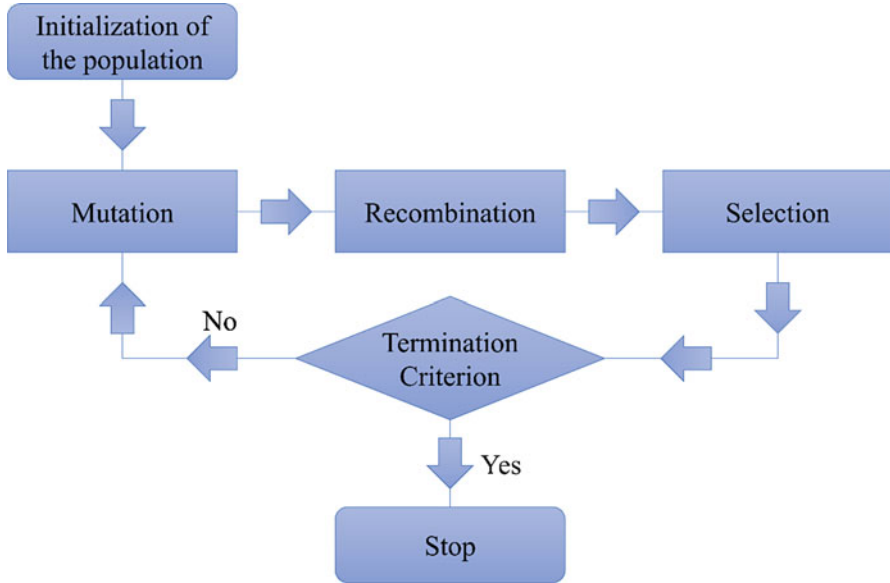 Initialization of
the population
Mutation
Recombination
Selection
No
Termination
Criterion
Yes
Stop